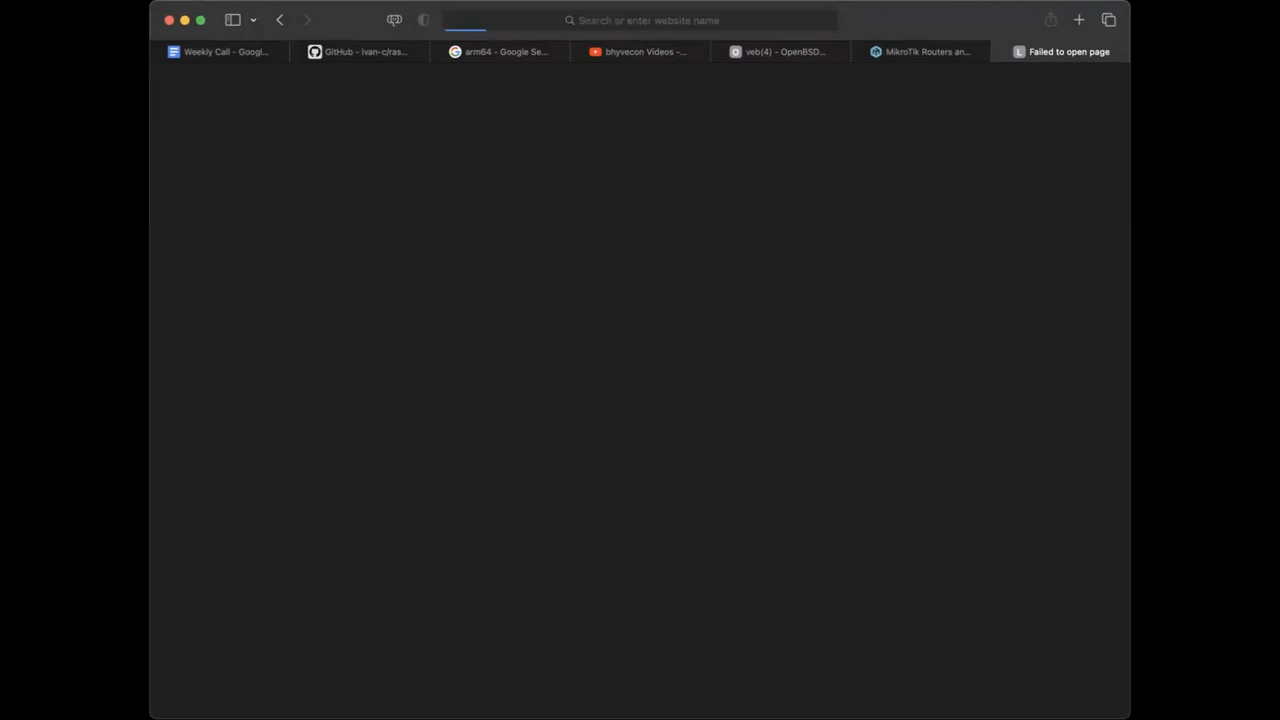 Search or enter website name
Weekly Call - Googl...
GitHub - ivan-c/ras...
arm64 - Google Se...
bhyvecon Videos -...
O
veb(4) - OpenBSD...
MikroTik Routers an...
L
Failed to open page